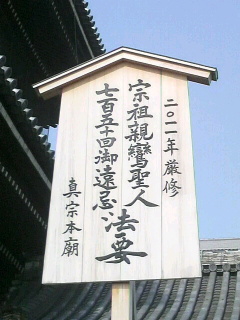 二〇一一年厳修
宗祖親鸞聖人
七百五十回御遠忌法要
真宗本廟